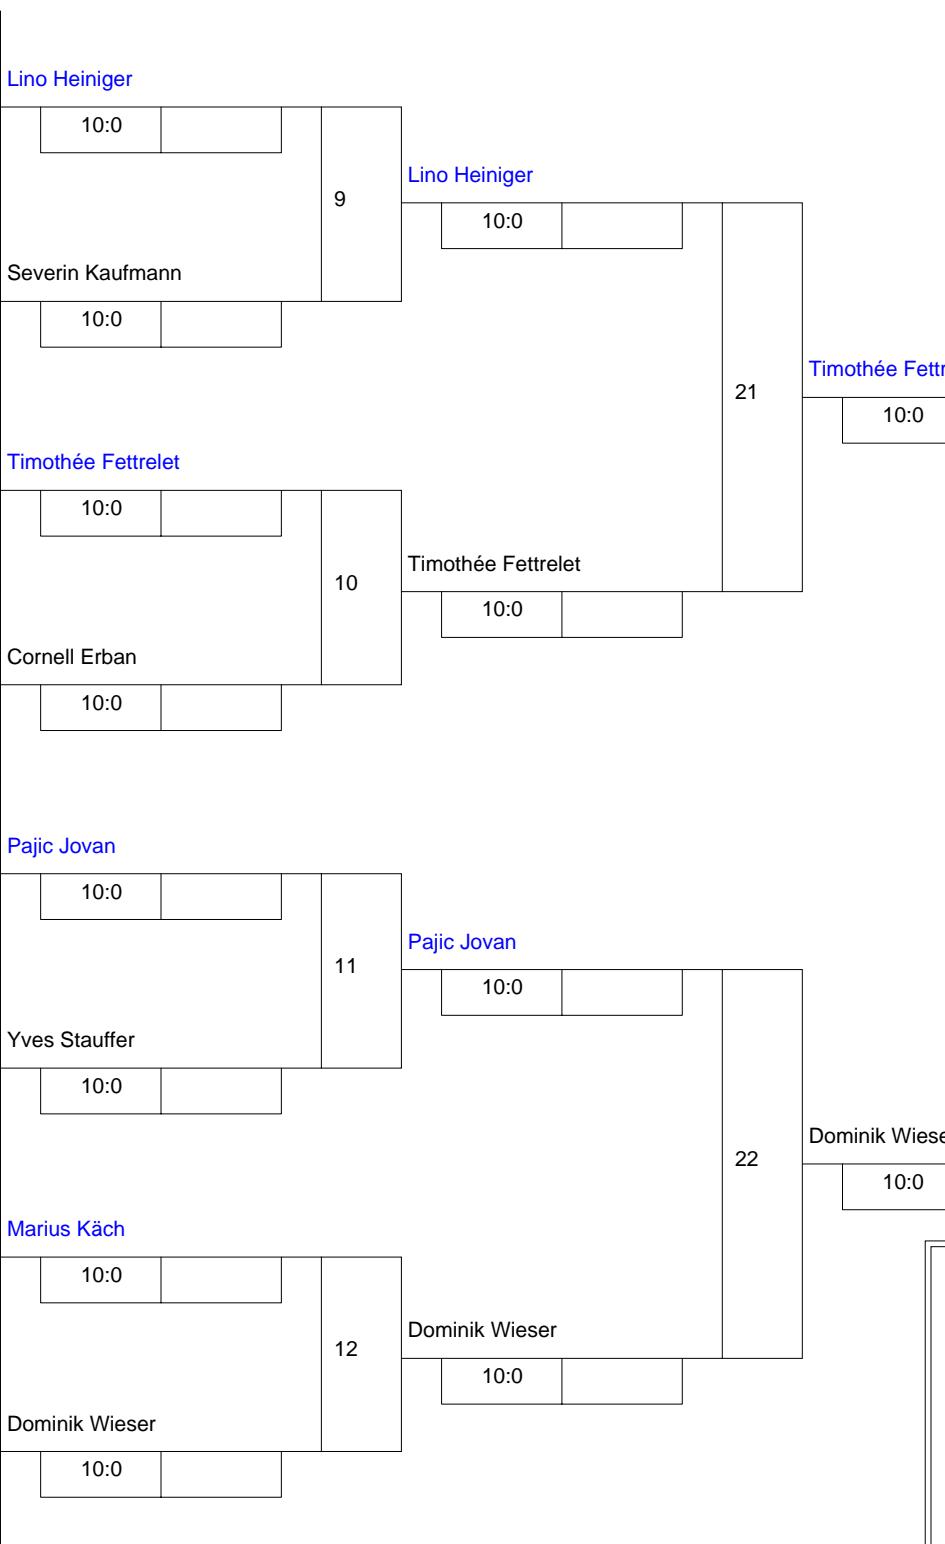 Lino Heiniger
10:0
9
Severin Kaufmann
10:0
Timothée Fettrelet
10:0
10
Cornell Erban
10:0
Pajic Jovan
10:0
11
Yves Stauffer
10:0
Marius Käch
10:0
12
Dominik Wieser
10:0
Lino Heiniger
10:0
21
Timothée Fettrelet
10:0
Pajic Jovan
10:0
22
Dominik Wieser
10:0
Timothée
10:0
Dominik
10:0